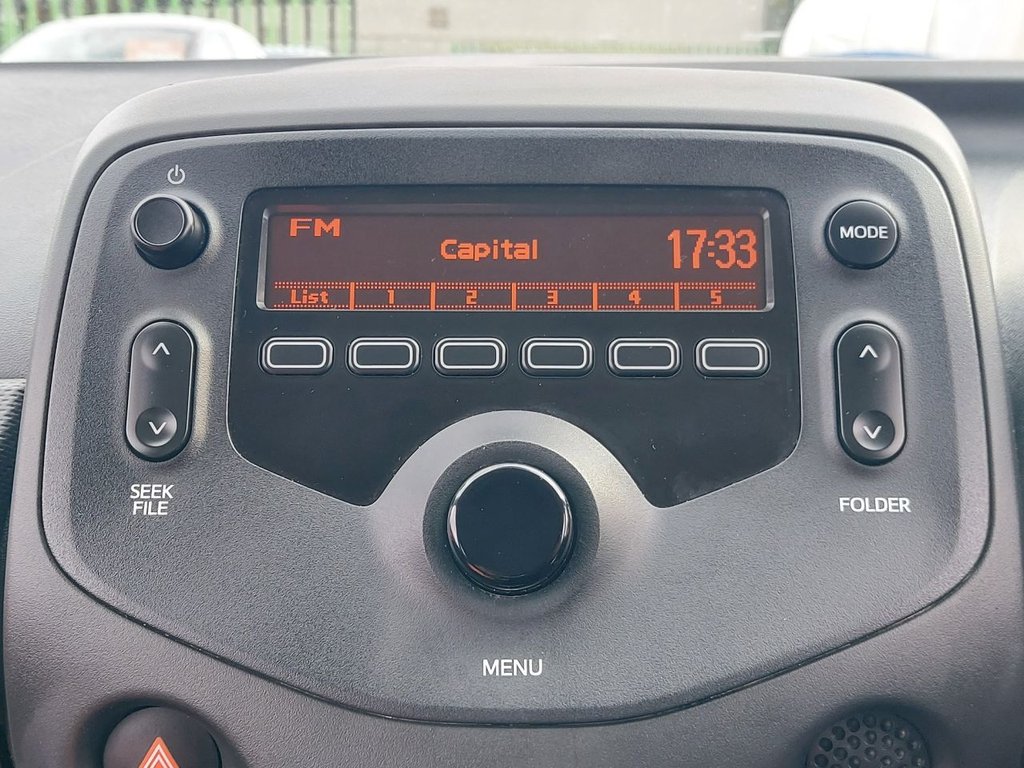 FM
Capital
17:33
List 1 2 3 4 5
MODE
SEEK
FILE
FOLDER
MENU